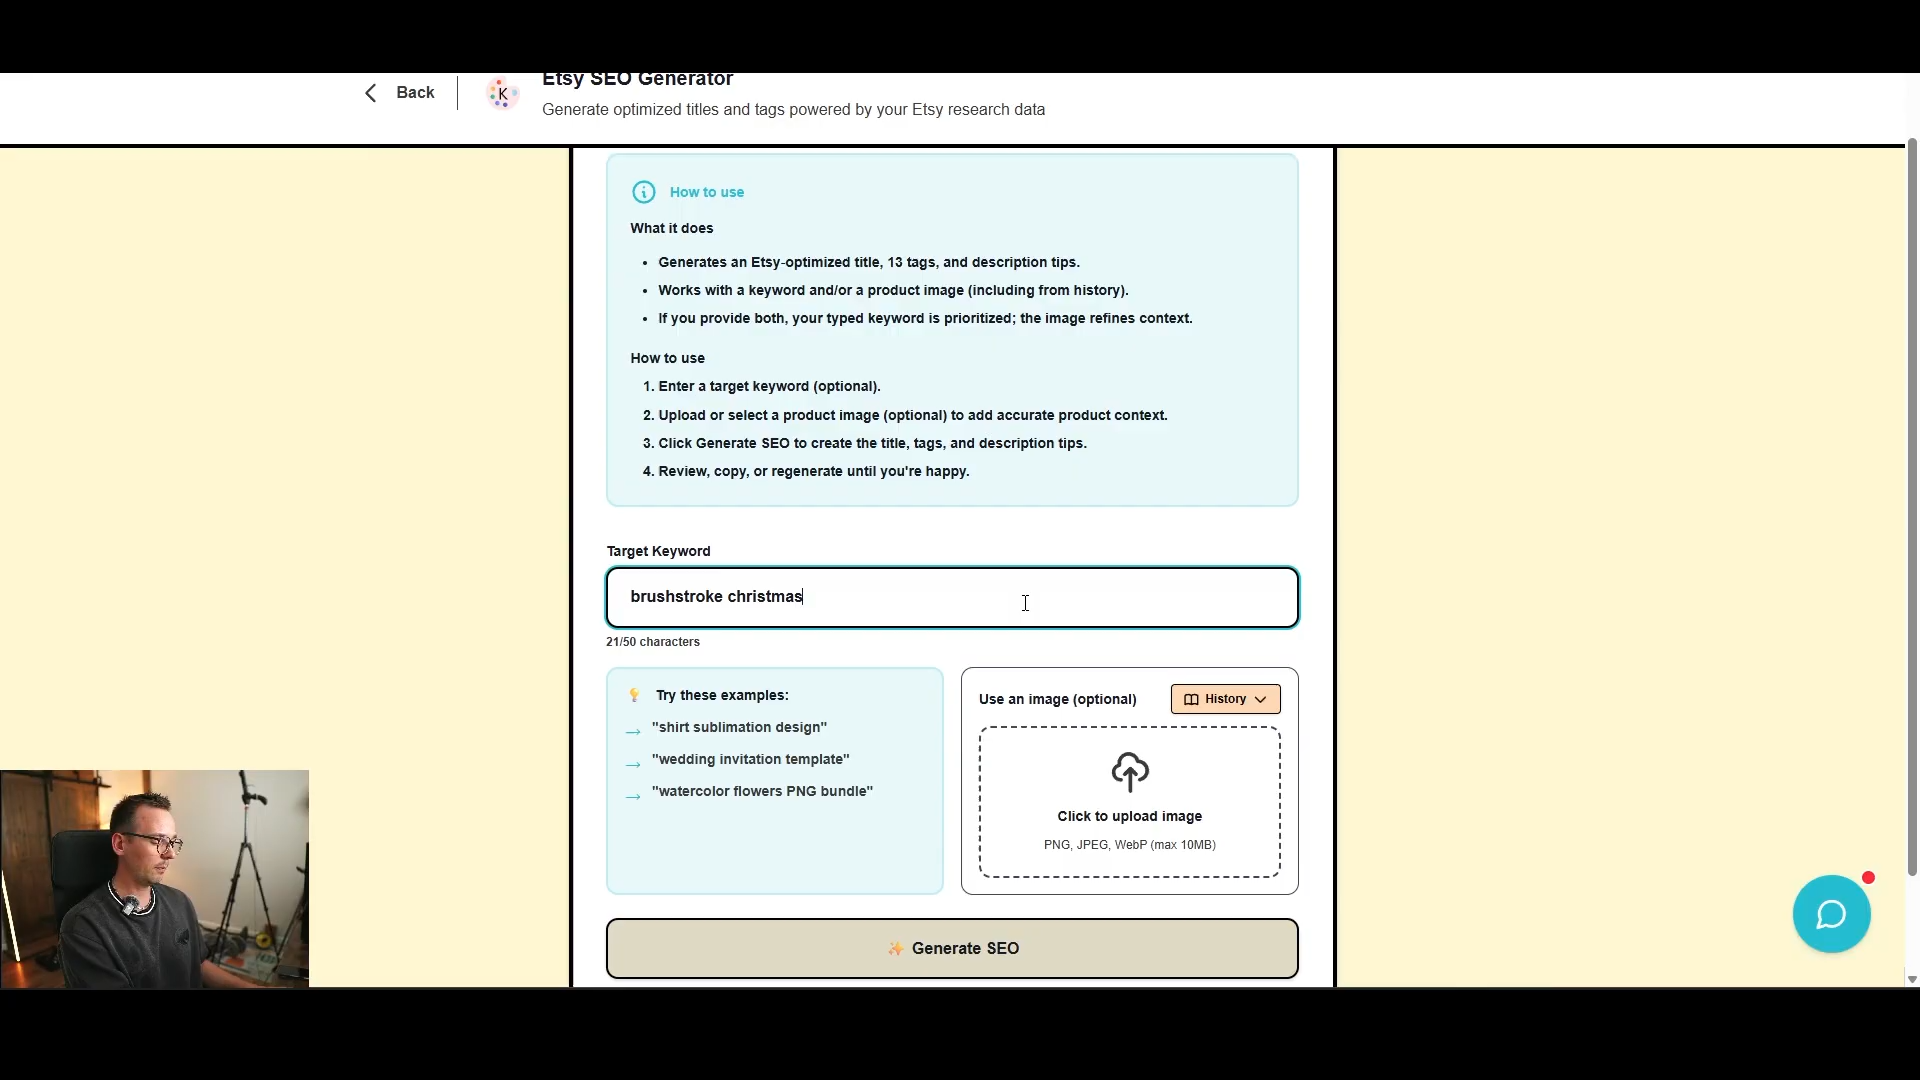 Etsy SEO Generator
Back
K
Generate optimized titles and tags powered by your Etsy research data
How to use
What it does
• Generates an Etsy-optimized title, 13 tags, and description tips.
• Works with a keyword and/or a product image (including from history).
• If you provide both, your typed keyword is prioritized; the image refines context.
How to use
1. Enter a target keyword (optional).
2. Upload or select a product image (optional) to add accurate product context.
3. Click Generate SEO to create the title, tags, and description tips.
4. Review, copy, or regenerate until you're happy.
Target Keyword
brushstroke christmas
21/50 characters
💡 Try these examples:
→ "shirt sublimation design"
→ "wedding invitation template"
→ "watercolor flowers PNG bundle"
Use an image (optional)
History
Click to upload image
PNG, JPEG, WebP (max 10MB)
✨ Generate SEO